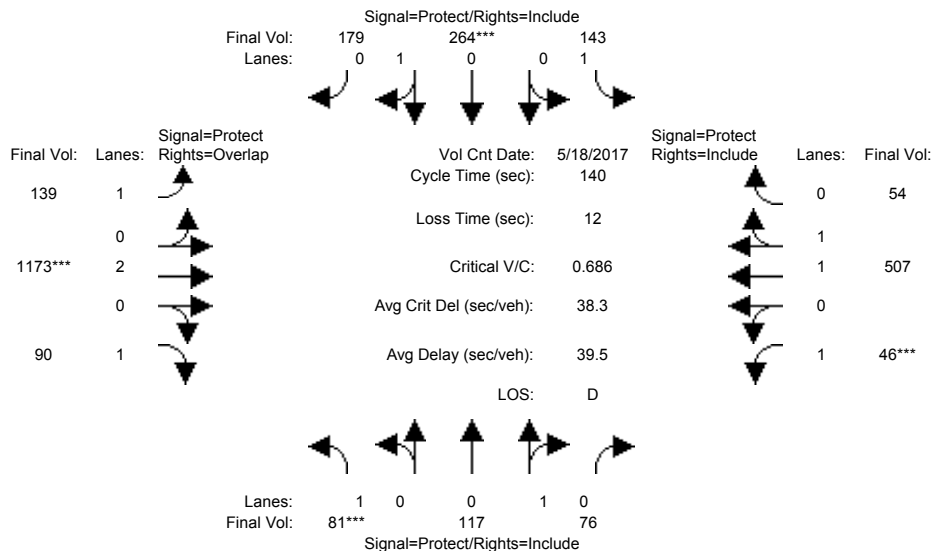 Signal=Protect/Rights=Include
Final Vol: 179 264*** 143
Lanes: 0 1 0 0 1
Signal=Protect
Final Vol: Lanes: Rights=Overlap
Vol Cnt Date: 5/18/2017
Signal=Protect
Rights=Include Lanes: Final Vol:
Cycle Time (sec): 140
139 1
0 54
Loss Time (sec): 12
0
1
1173*** 2
Critical V/C: 0.686
1 507
0
Avg Crit Del (sec/veh): 38.3
0
90 1
Avg Delay (sec/veh): 39.5
1 46***
LOS: D
Lanes: 1 0 0 1 0
Final Vol: 81*** 117 76
Signal=Protect/Rights=Include